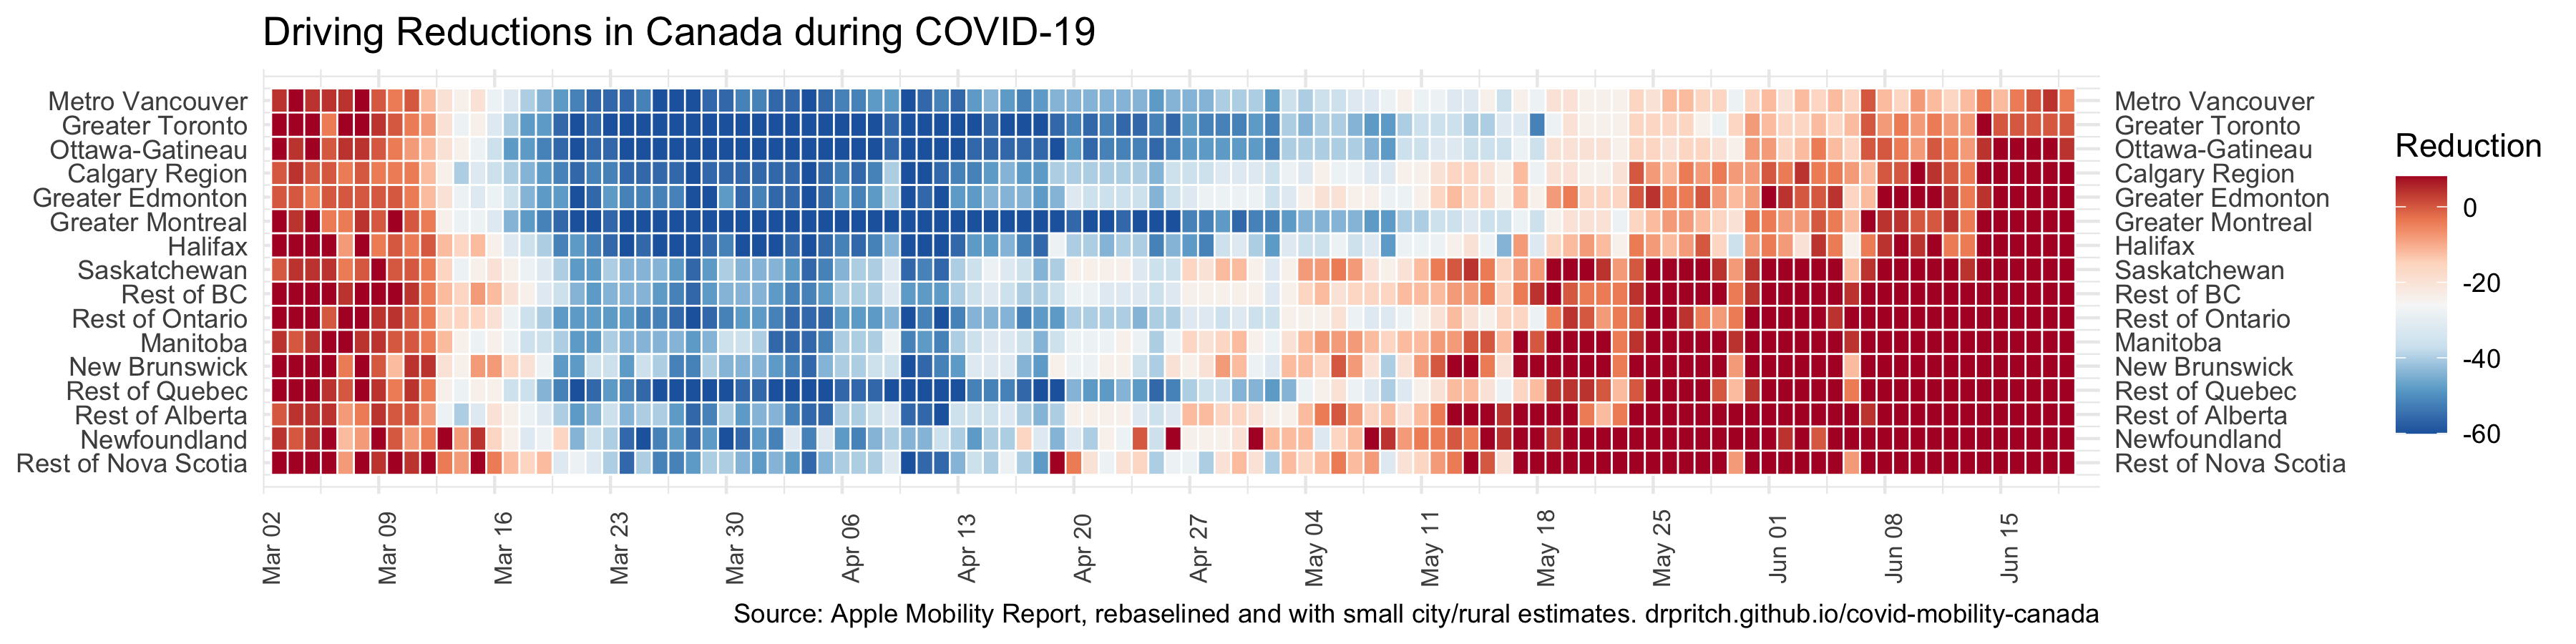 Driving Reductions in Canada during COVID-19
Metro Vancouver
Greater Toronto
Ottawa-Gatineau
Calgary Region
Greater Edmonton
Greater Montreal
Halifax
Saskatchewan
Rest of BC
Rest of Ontario
Manitoba
New Brunswick
Rest of Quebec
Rest of Alberta
Newfoundland
Rest of Nova Scotia
Metro Vancouver
Greater Toronto
Ottawa-Gatineau
Calgary Region
Greater Edmonton
Greater Montreal
Halifax
Saskatchewan
Rest of BC
Rest of Ontario
Manitoba
New Brunswick
Rest of Quebec
Rest of Alberta
Newfoundland
Rest of Nova Scotia
Reduction
0
-20
-40
-60
Mar 02
Mar 09
Mar 16
Mar 23
Mar 30
Apr 06
Apr 13
Apr 20
Apr 27
May 04
May 11
May 18
May 25
Jun 01
Jun 08
Jun 15
Source: Apple Mobility Report, rebaselined and with small city/rural estimates. drpritch.github.io/covid-mobility-canada